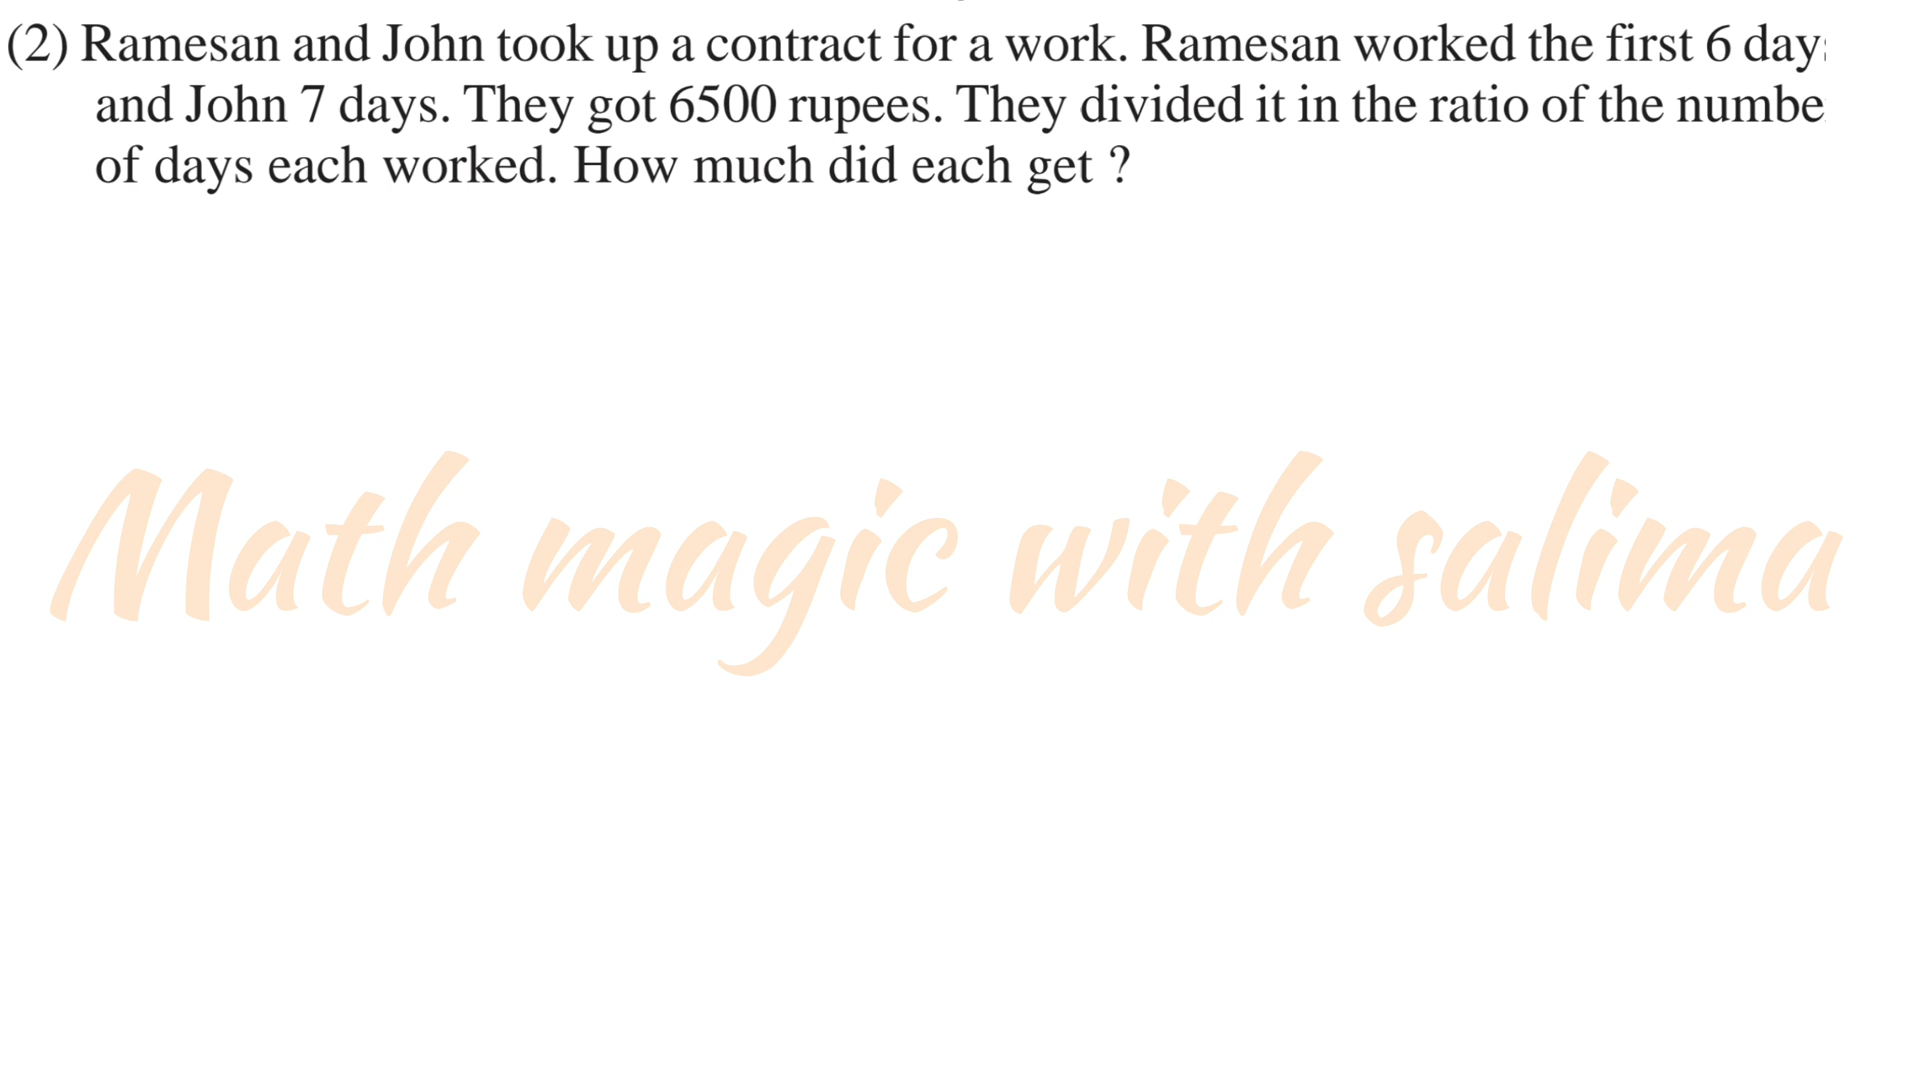 (2) Ramesan and John took up a contract for a work. Ramesan worked the first 6 day
and John 7 days. They got 6500 rupees. They divided it in the ratio of the numbe
of days each worked. How much did each get ?
Math magic with salima